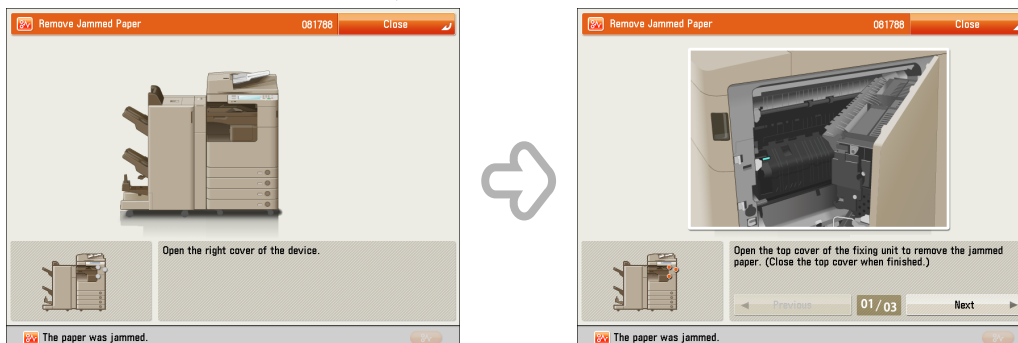 Remove Jammed Paper 081788 Close
Open the right cover of the device.
The paper was jammed.
Remove Jammed Paper 081788 Close
Open the top cover of the fixing unit to remove the jammed
paper. (Close the top cover when finished.)
Previous 01/03 Next
The paper was jammed.